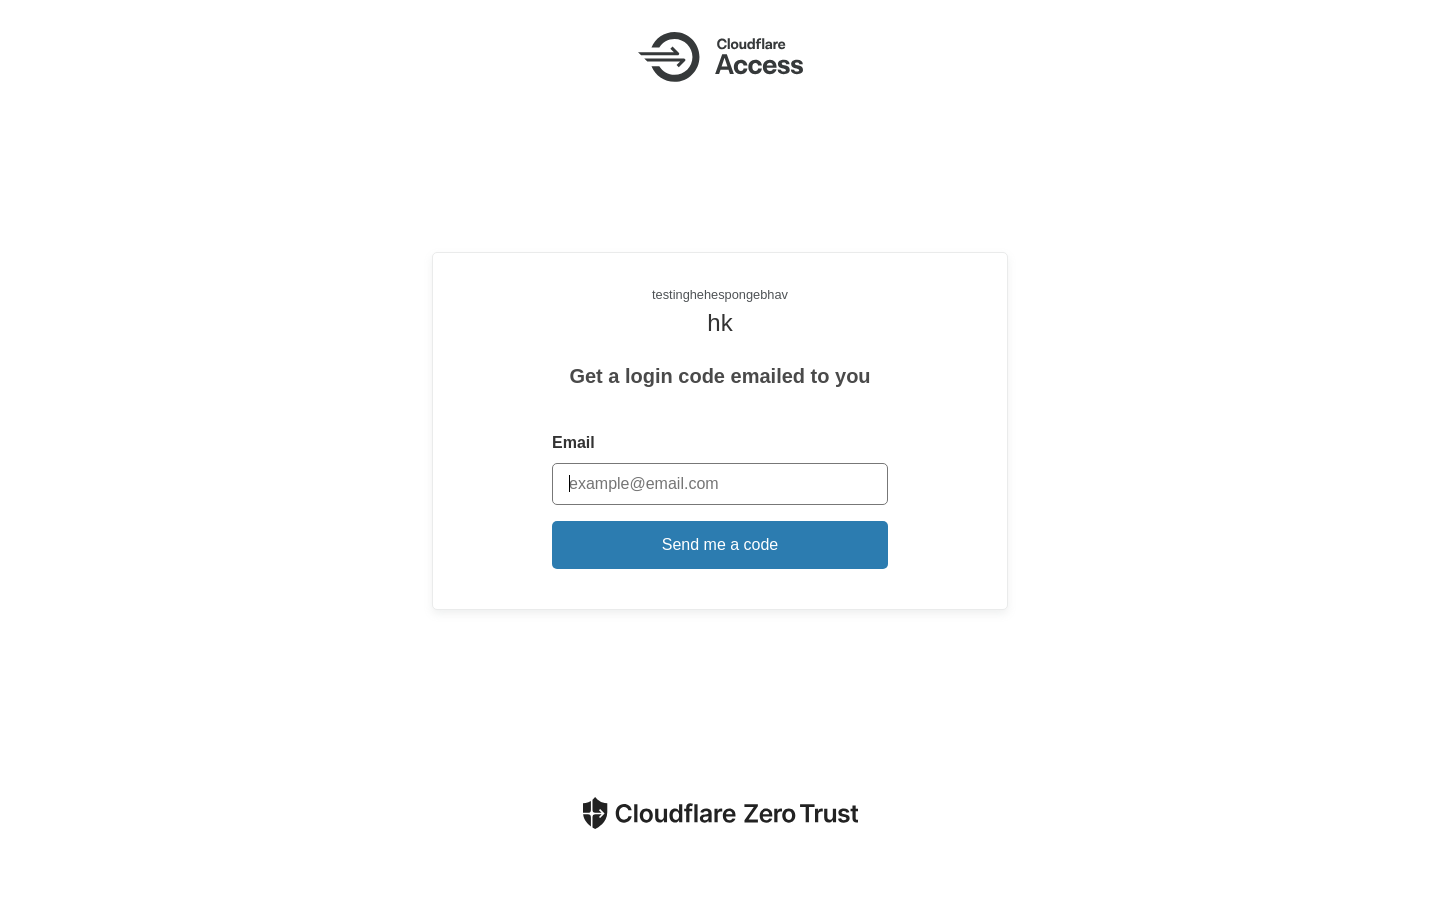 Cloudflare
Access
testinghehespongebhav
hk
Get a login code emailed to you
Email
example@email.com
Send me a code
Cloudflare Zero Trust